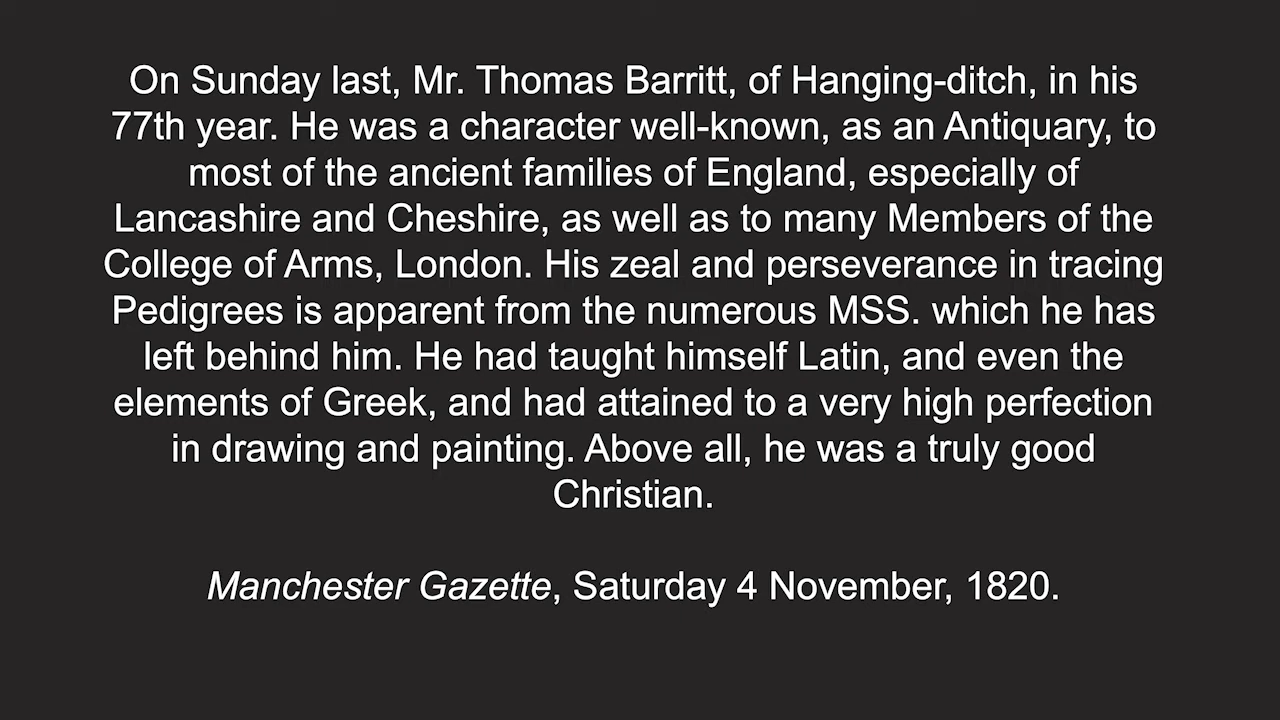 On Sunday last, Mr. Thomas Barritt, of Hanging-ditch, in his
77th year. He was a character well-known, as an Antiquary, to
most of the ancient families of England, especially of
Lancashire and Cheshire, as well as to many Members of the
College of Arms, London. His zeal and perseverance in tracing
Pedigrees is apparent from the numerous MSS. which he has
left behind him. He had taught himself Latin, and even the
elements of Greek, and had attained to a very high perfection
in drawing and painting. Above all, he was a truly good
Christian.
Manchester Gazette, Saturday 4 November, 1820.